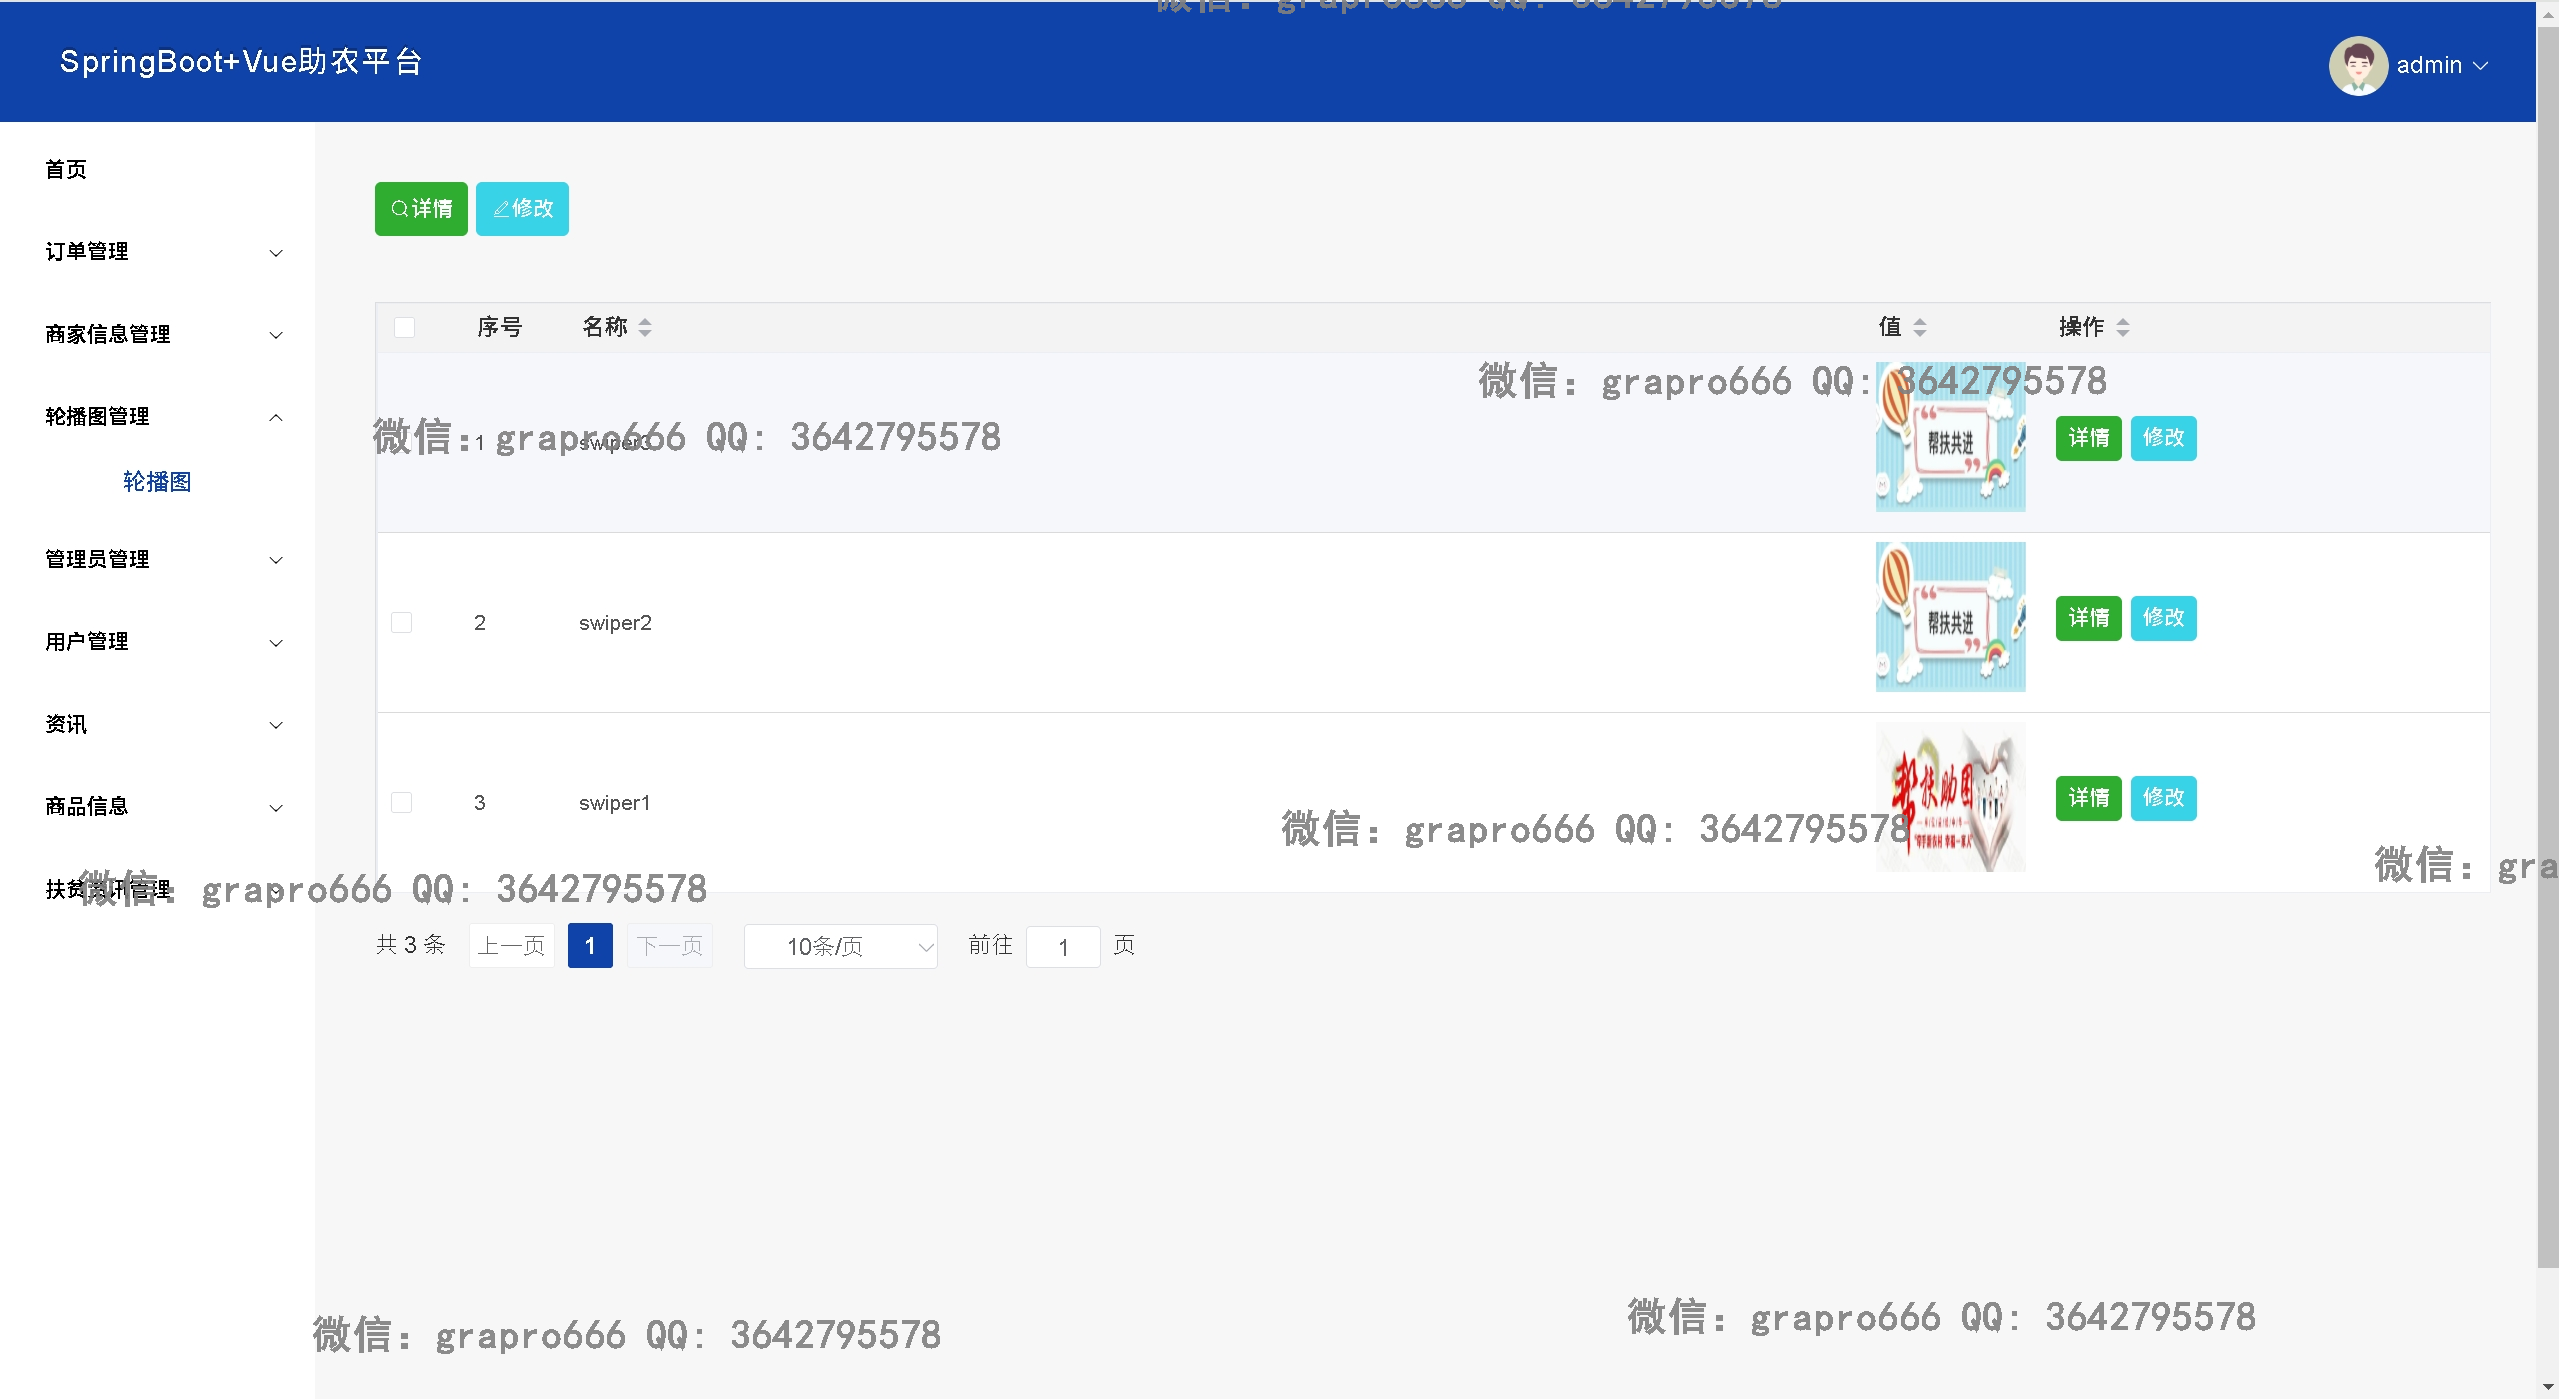 微信: grapro666 QQ: 3642795578
SpringBoot+Vue助农平台
admin
首页
订单管理
商家信息管理
轮播图管理
轮播图
管理员管理
用户管理
资讯
商品信息
扶贫资讯管理
详情 修改
序号 名称 值 操作
微信: grapro666 QQ: 3642795578
微信: grapro666 QQ: 3642795578
1 swiper3 帮扶共进 详情 修改
2 swiper2 帮扶共进 详情 修改
3 swiper1 帮扶助困 详情 修改
微信: grapro666 QQ: 3642795578
微信: gra
微信: grapro666 QQ: 3642795578
共 3 条 上一页 1 下一页 10条/页 前往 1 页
微信: grapro666 QQ: 3642795578
微信: grapro666 QQ: 3642795578